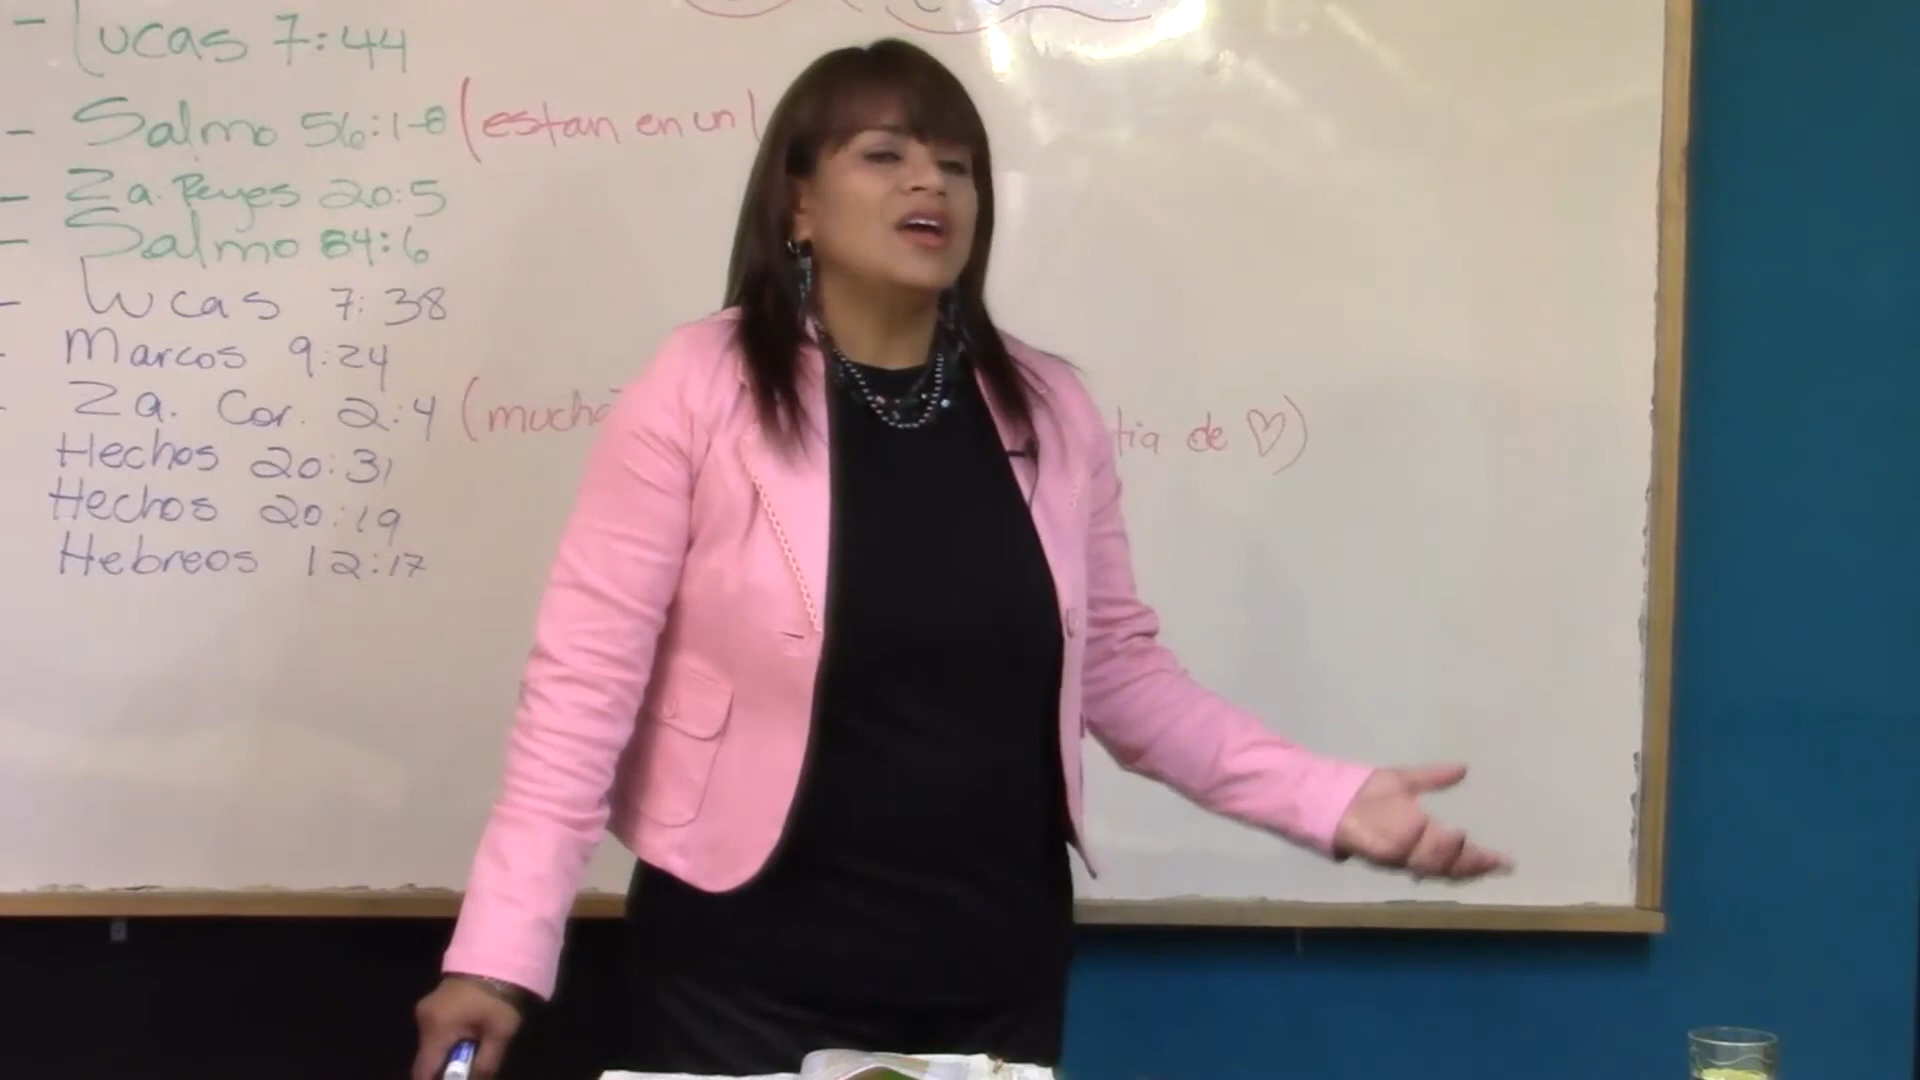 - Lucas 7:44
- Salmo 56:1-8 (estan en un
- 2a. Reyes 20:5
- Salmo 84:6
- Lucas 7:38
- Marcos 9:24
- 2a. Cor. 2:4 (mucha tia de ♡)
Hechos 20:31
Hechos 20:19
Hebreos 12:17